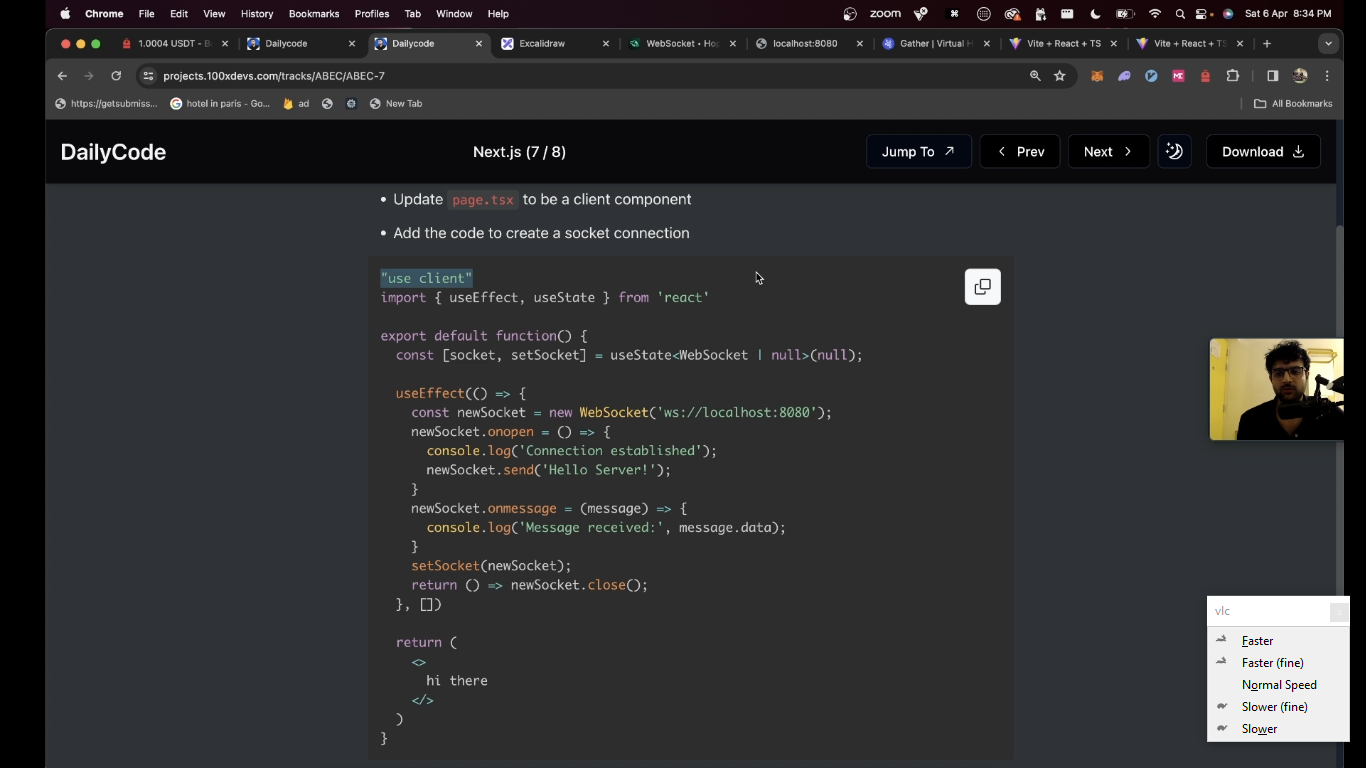 Chrome File Edit View History Bookmarks Profiles Tab Window Help zoom Sat 6 Apr 8:34 PM
1.0004 USDT - B Dailycode Dailycode Excalidraw WebSocket • Hop localhost:8080 Gather | Virtual H Vite + React + TS Vite + React + TS
projects.100xdevs.com/tracks/ABEC/ABEC-7
https://getsubmiss... hotel in paris - Go... ad New Tab All Bookmarks
DailyCode Next.js (7 / 8) Jump To Prev Next Download
• Update page.tsx to be a client component
• Add the code to create a socket connection
"use client"
import { useEffect, useState } from 'react'
export default function() {
const [socket, setSocket] = useState<WebSocket | null>(null);
useEffect(() => {
const newSocket = new WebSocket('ws://localhost:8080');
newSocket.onopen = () => {
console.log('Connection established');
newSocket.send('Hello Server!');
}
newSocket.onmessage = (message) => {
console.log('Message received:', message.data);
}
setSocket(newSocket);
return () => newSocket.close();
}, [])
return (
<>
hi there
</>
)
}
vlc
Faster
Faster (fine)
Normal Speed
Slower (fine)
Slower